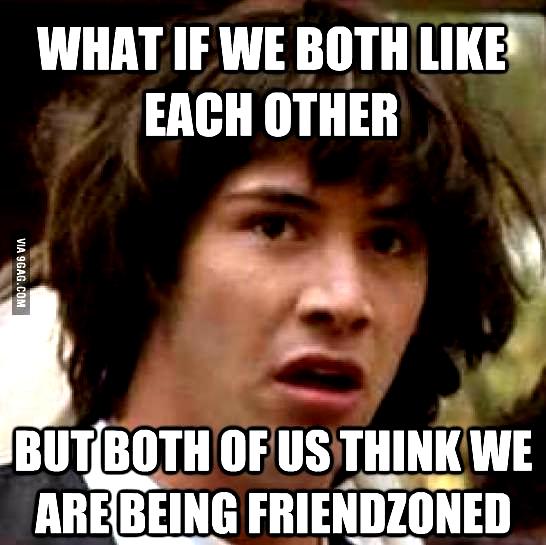 WHAT IF WE BOTH LIKE
EACH OTHER
VIA 9GAG.COM
BUT BOTH OF US THINK WE
ARE BEING FRIENDZONED